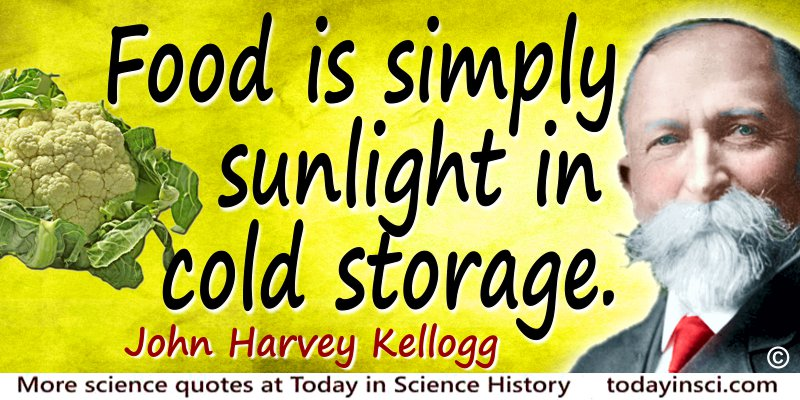 Food is simply
sunlight in
cold storage.
John Harvey Kellogg
©
More science quotes at Today in Science History todayinsci.com